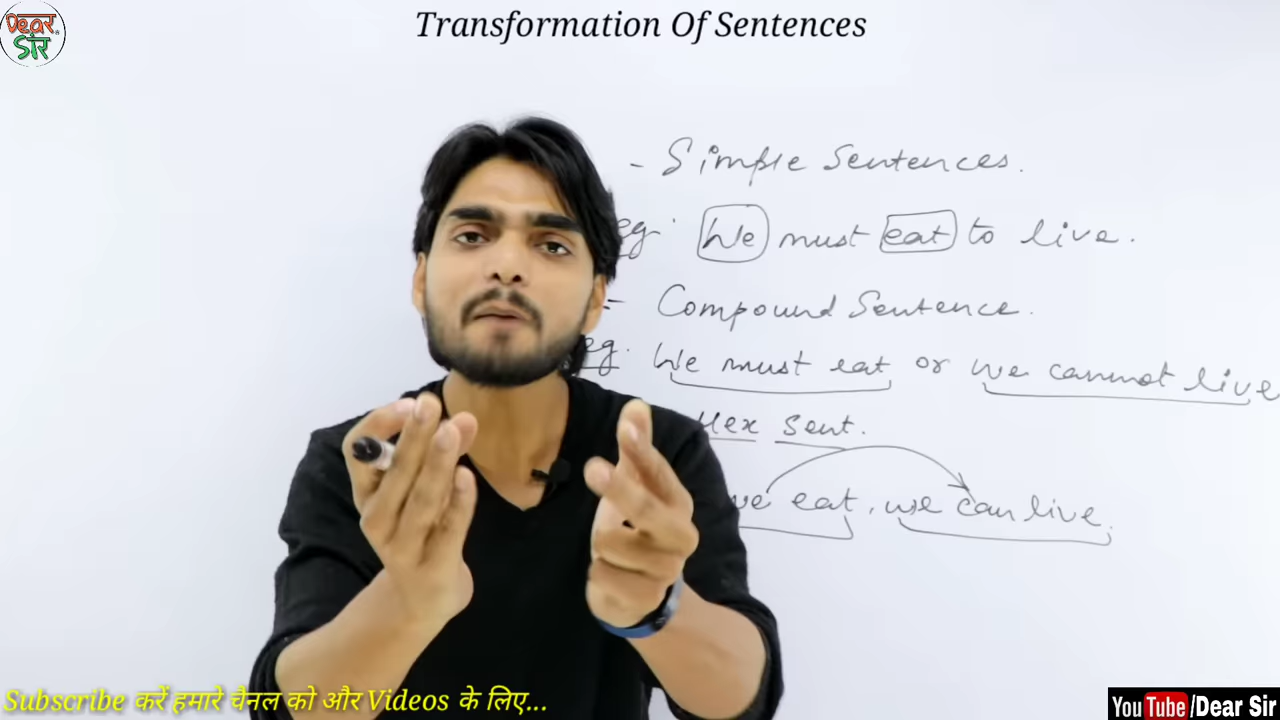 Dear
Sir
Transformation Of Sentences
- Simple Sentences.
eg. We must eat to live.
- Compound Sentence.
eg. We must eat or we cannot live
sent.
we eat, we can live.
Subscribe करें हमारे चैनल को और Videos के लिए...
YouTube/Dear Sir